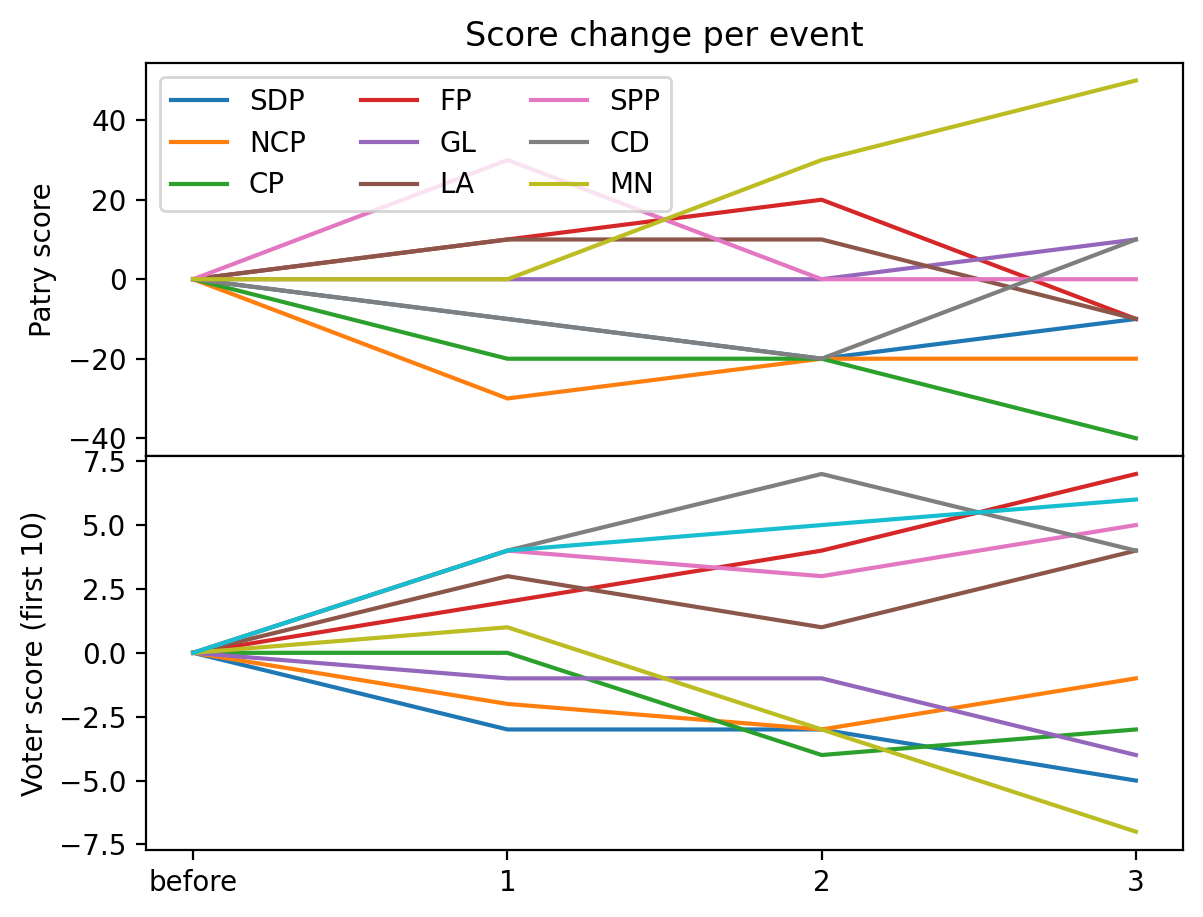 Score change per event
Patry score
40
20
0
−20
−40
SDP FP SPP
NCP GL CD
CP LA MN
Voter score (first 10)
7.5
5.0
2.5
0.0
−2.5
−5.0
−7.5
before 1 2 3